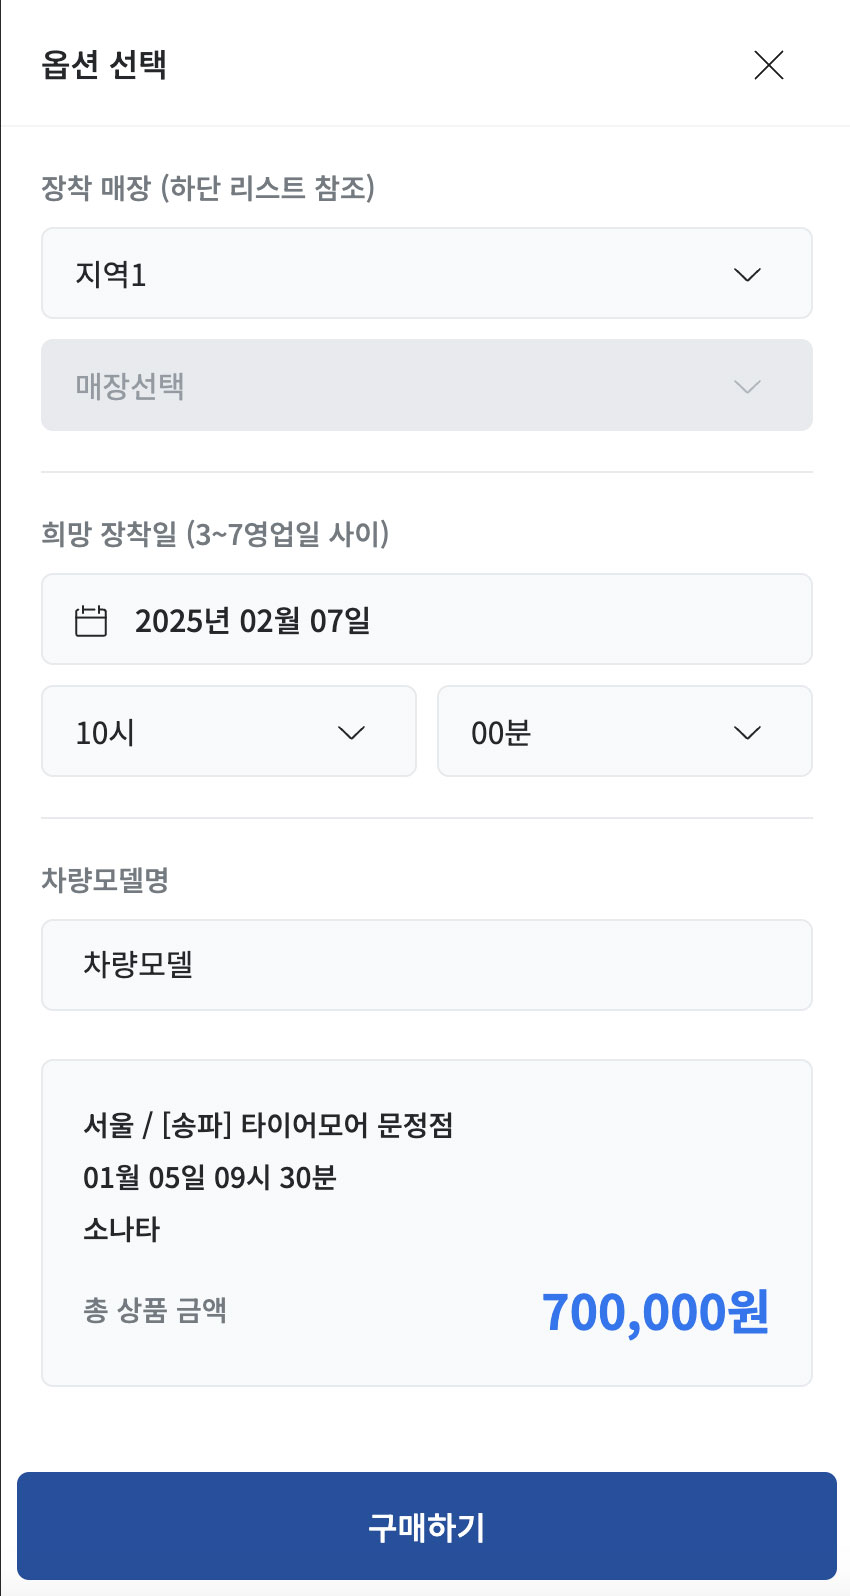 옵션 선택
장착 매장 (하단 리스트 참조)
지역1
매장선택
희망 장착일 (3~7영업일 사이)
2025년 02월 07일
10시 00분
차량모델명
차량모델
서울 / [송파] 타이어모어 문정점
01월 05일 09시 30분
소나타
총 상품 금액 700,000원
구매하기